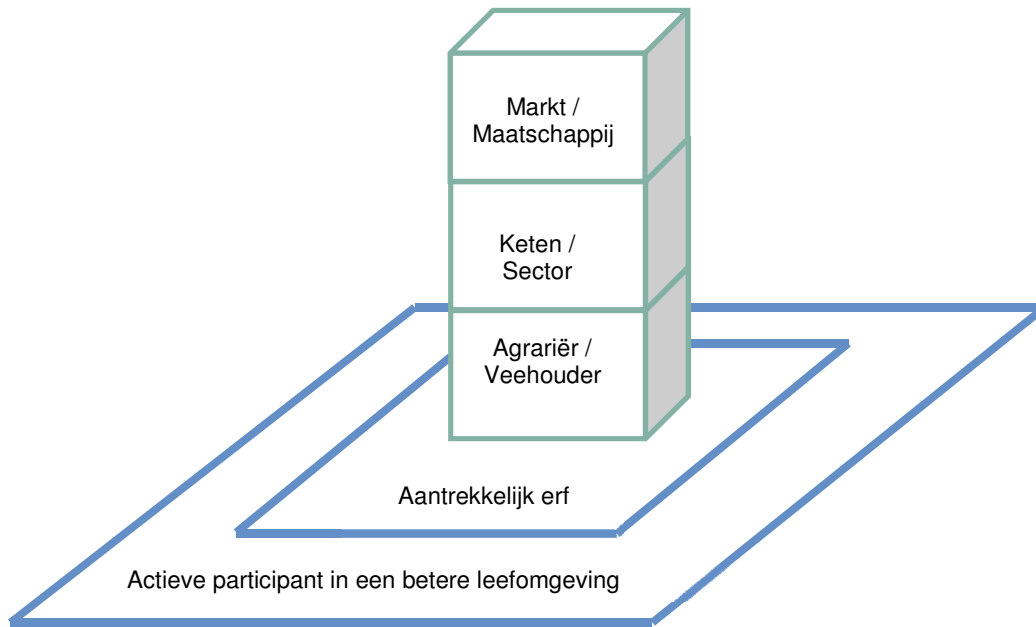 Markt /
Maatschappij
Keten /
Sector
Agrariër /
Veehouder
Aantrekkelijk erf
Actieve participant in een betere leefomgeving